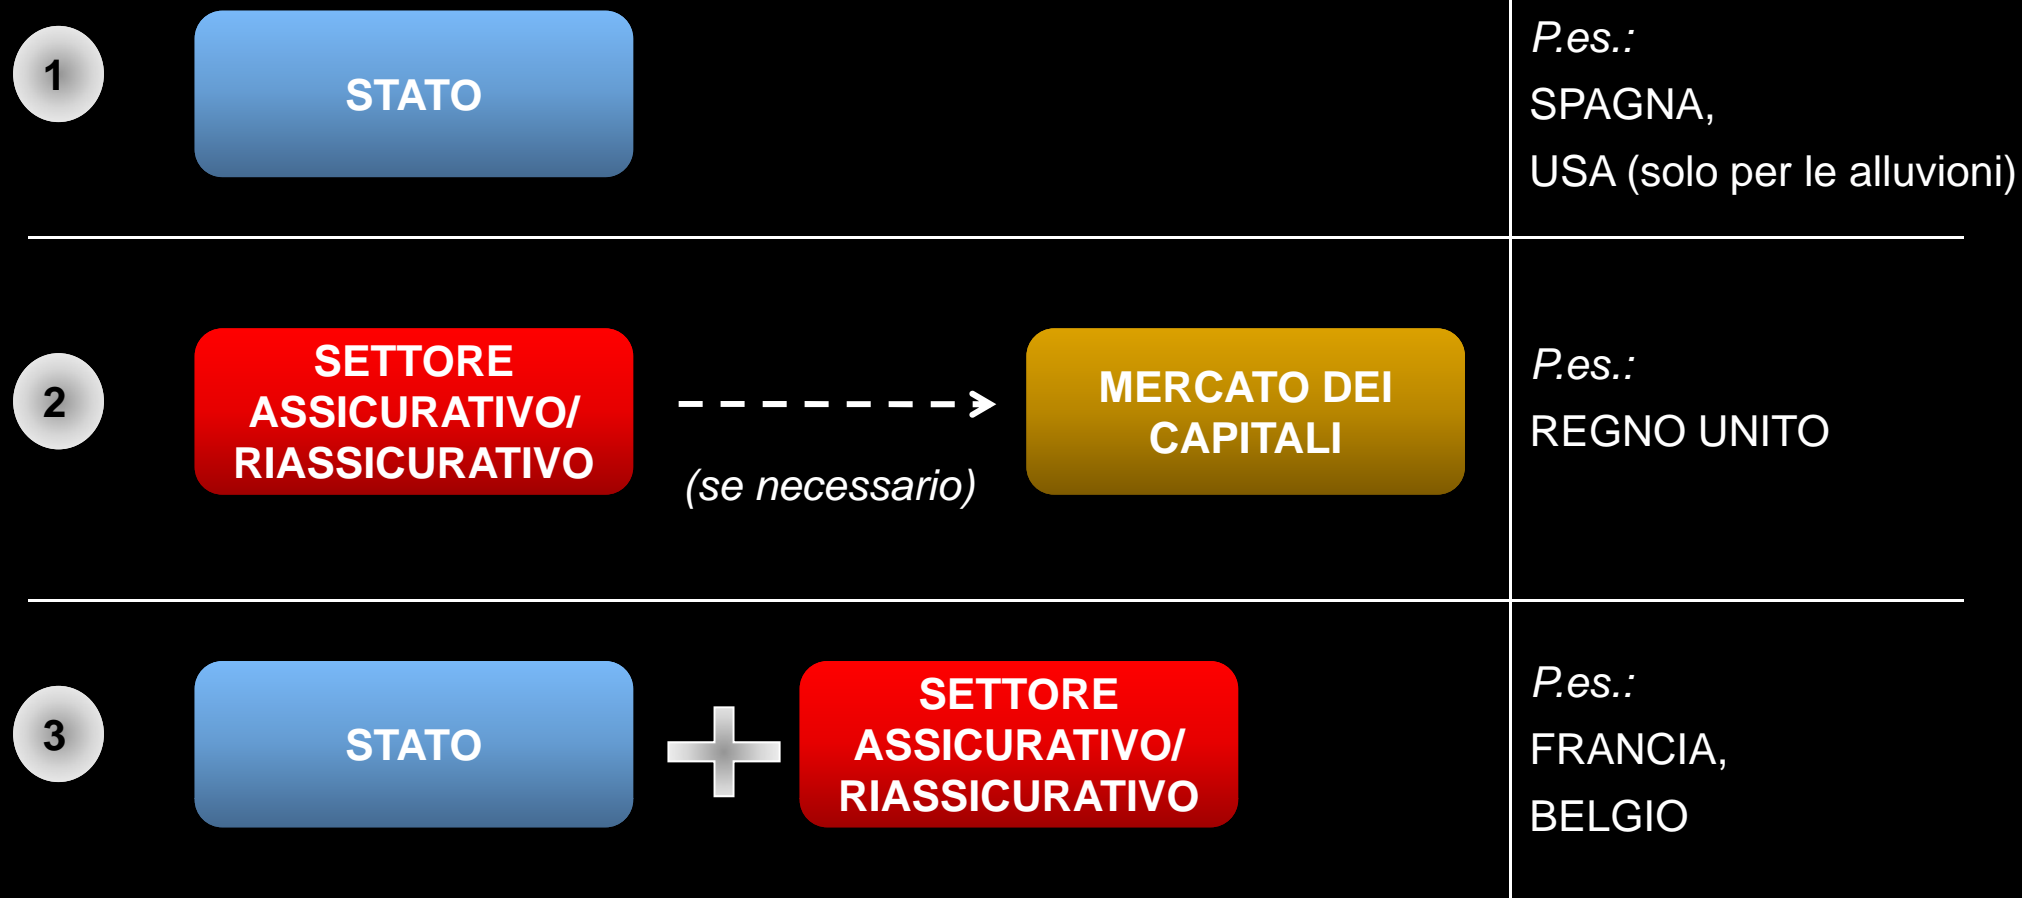 1
STATO
P.es.:
SPAGNA,
USA (solo per le alluvioni)
2
SETTORE
ASSICURATIVO/
RIASSICURATIVO
(se necessario)
MERCATO DEI
CAPITALI
P.es.:
REGNO UNITO
3
STATO
SETTORE
ASSICURATIVO/
RIASSICURATIVO
P.es.:
FRANCIA,
BELGIO